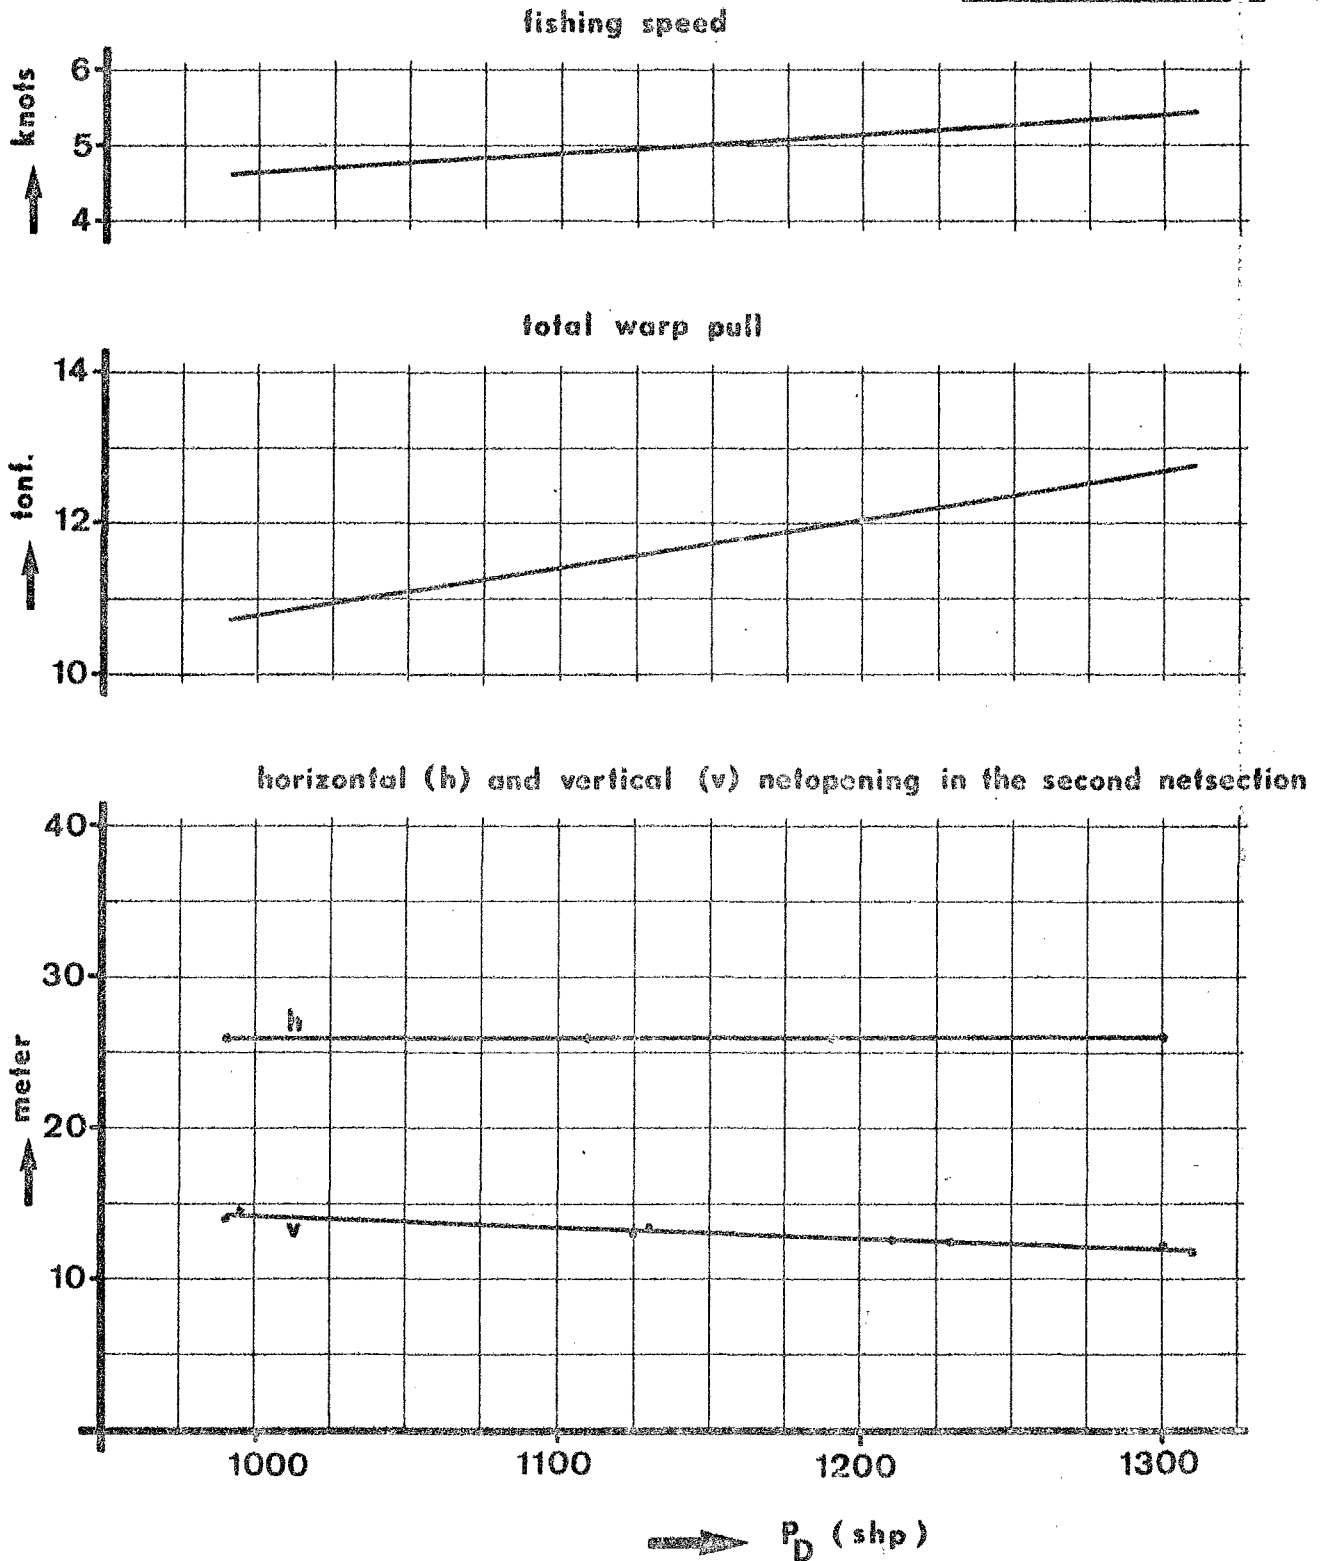 fishing speed
knots
6
5
4
total warp pull
tonf.
14
12
10
horizontal (h) and vertical (v) netopening in the second netsection
meter
40
30
20
10
h
v
1000 1100 1200 1300
P_D (shp)